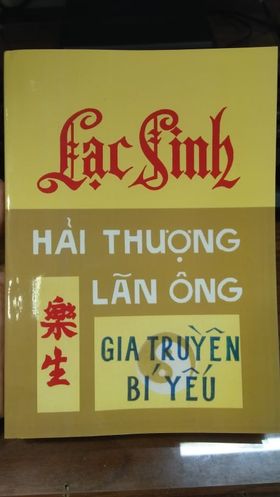 Lạc Sinh
HẢI THƯỢNG
LÃN ÔNG
樂生
GIA TRUYỀN
BÍ YẾU